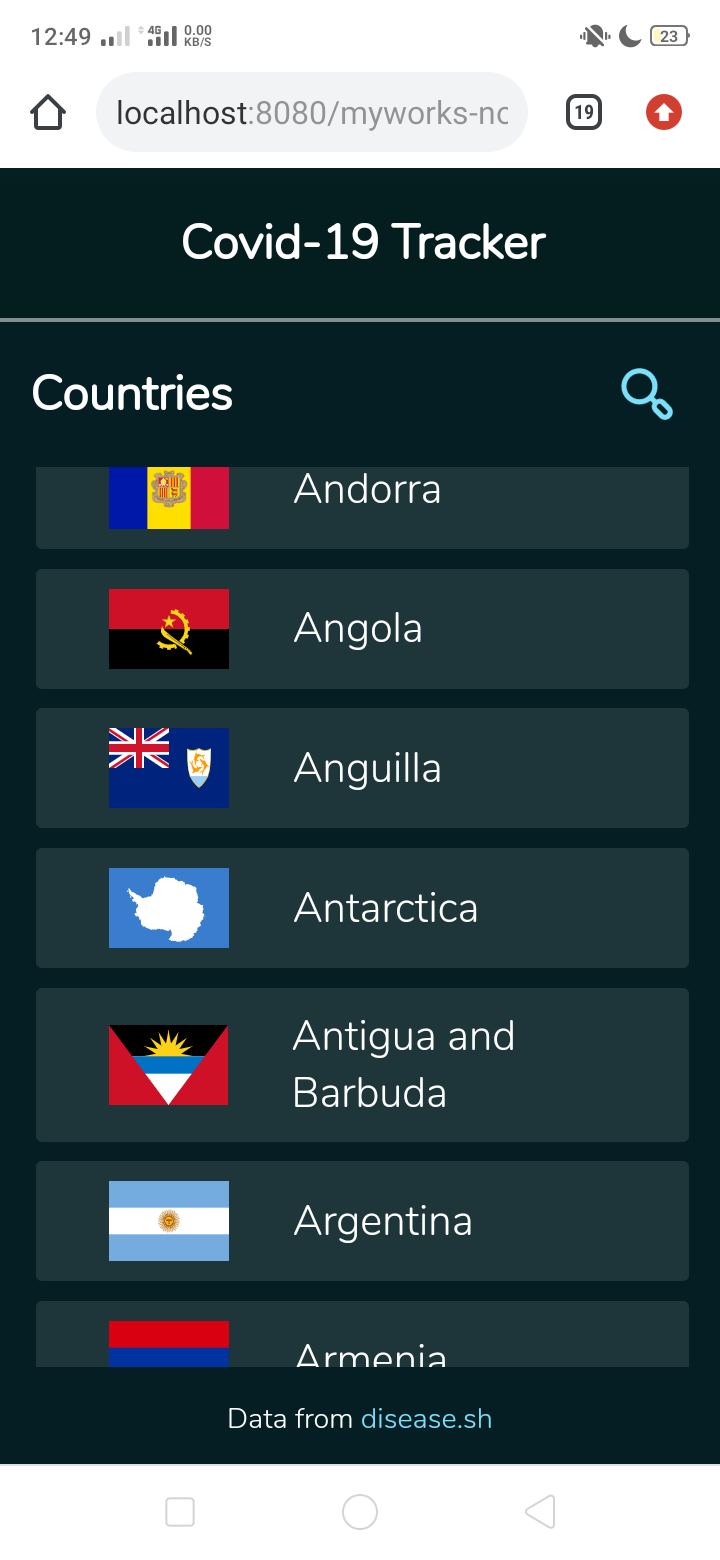 12:49 4G 0.00 KB/S 23
localhost:8080/myworks-no
19
Covid-19 Tracker
Countries
Andorra
Angola
Anguilla
Antarctica
Antigua and
Barbuda
Argentina
Armenia
Data from disease.sh